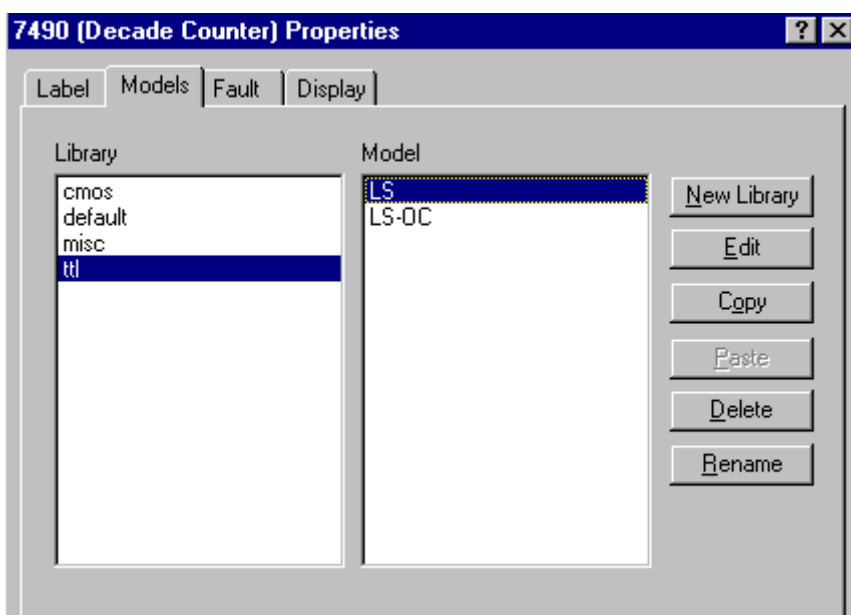 7490 (Decade Counter) Properties
? X
Label Models Fault Display
Library
cmos
default
misc
ttl
Model
LS
LS-OC
New Library
Edit
Copy
Paste
Delete
Rename